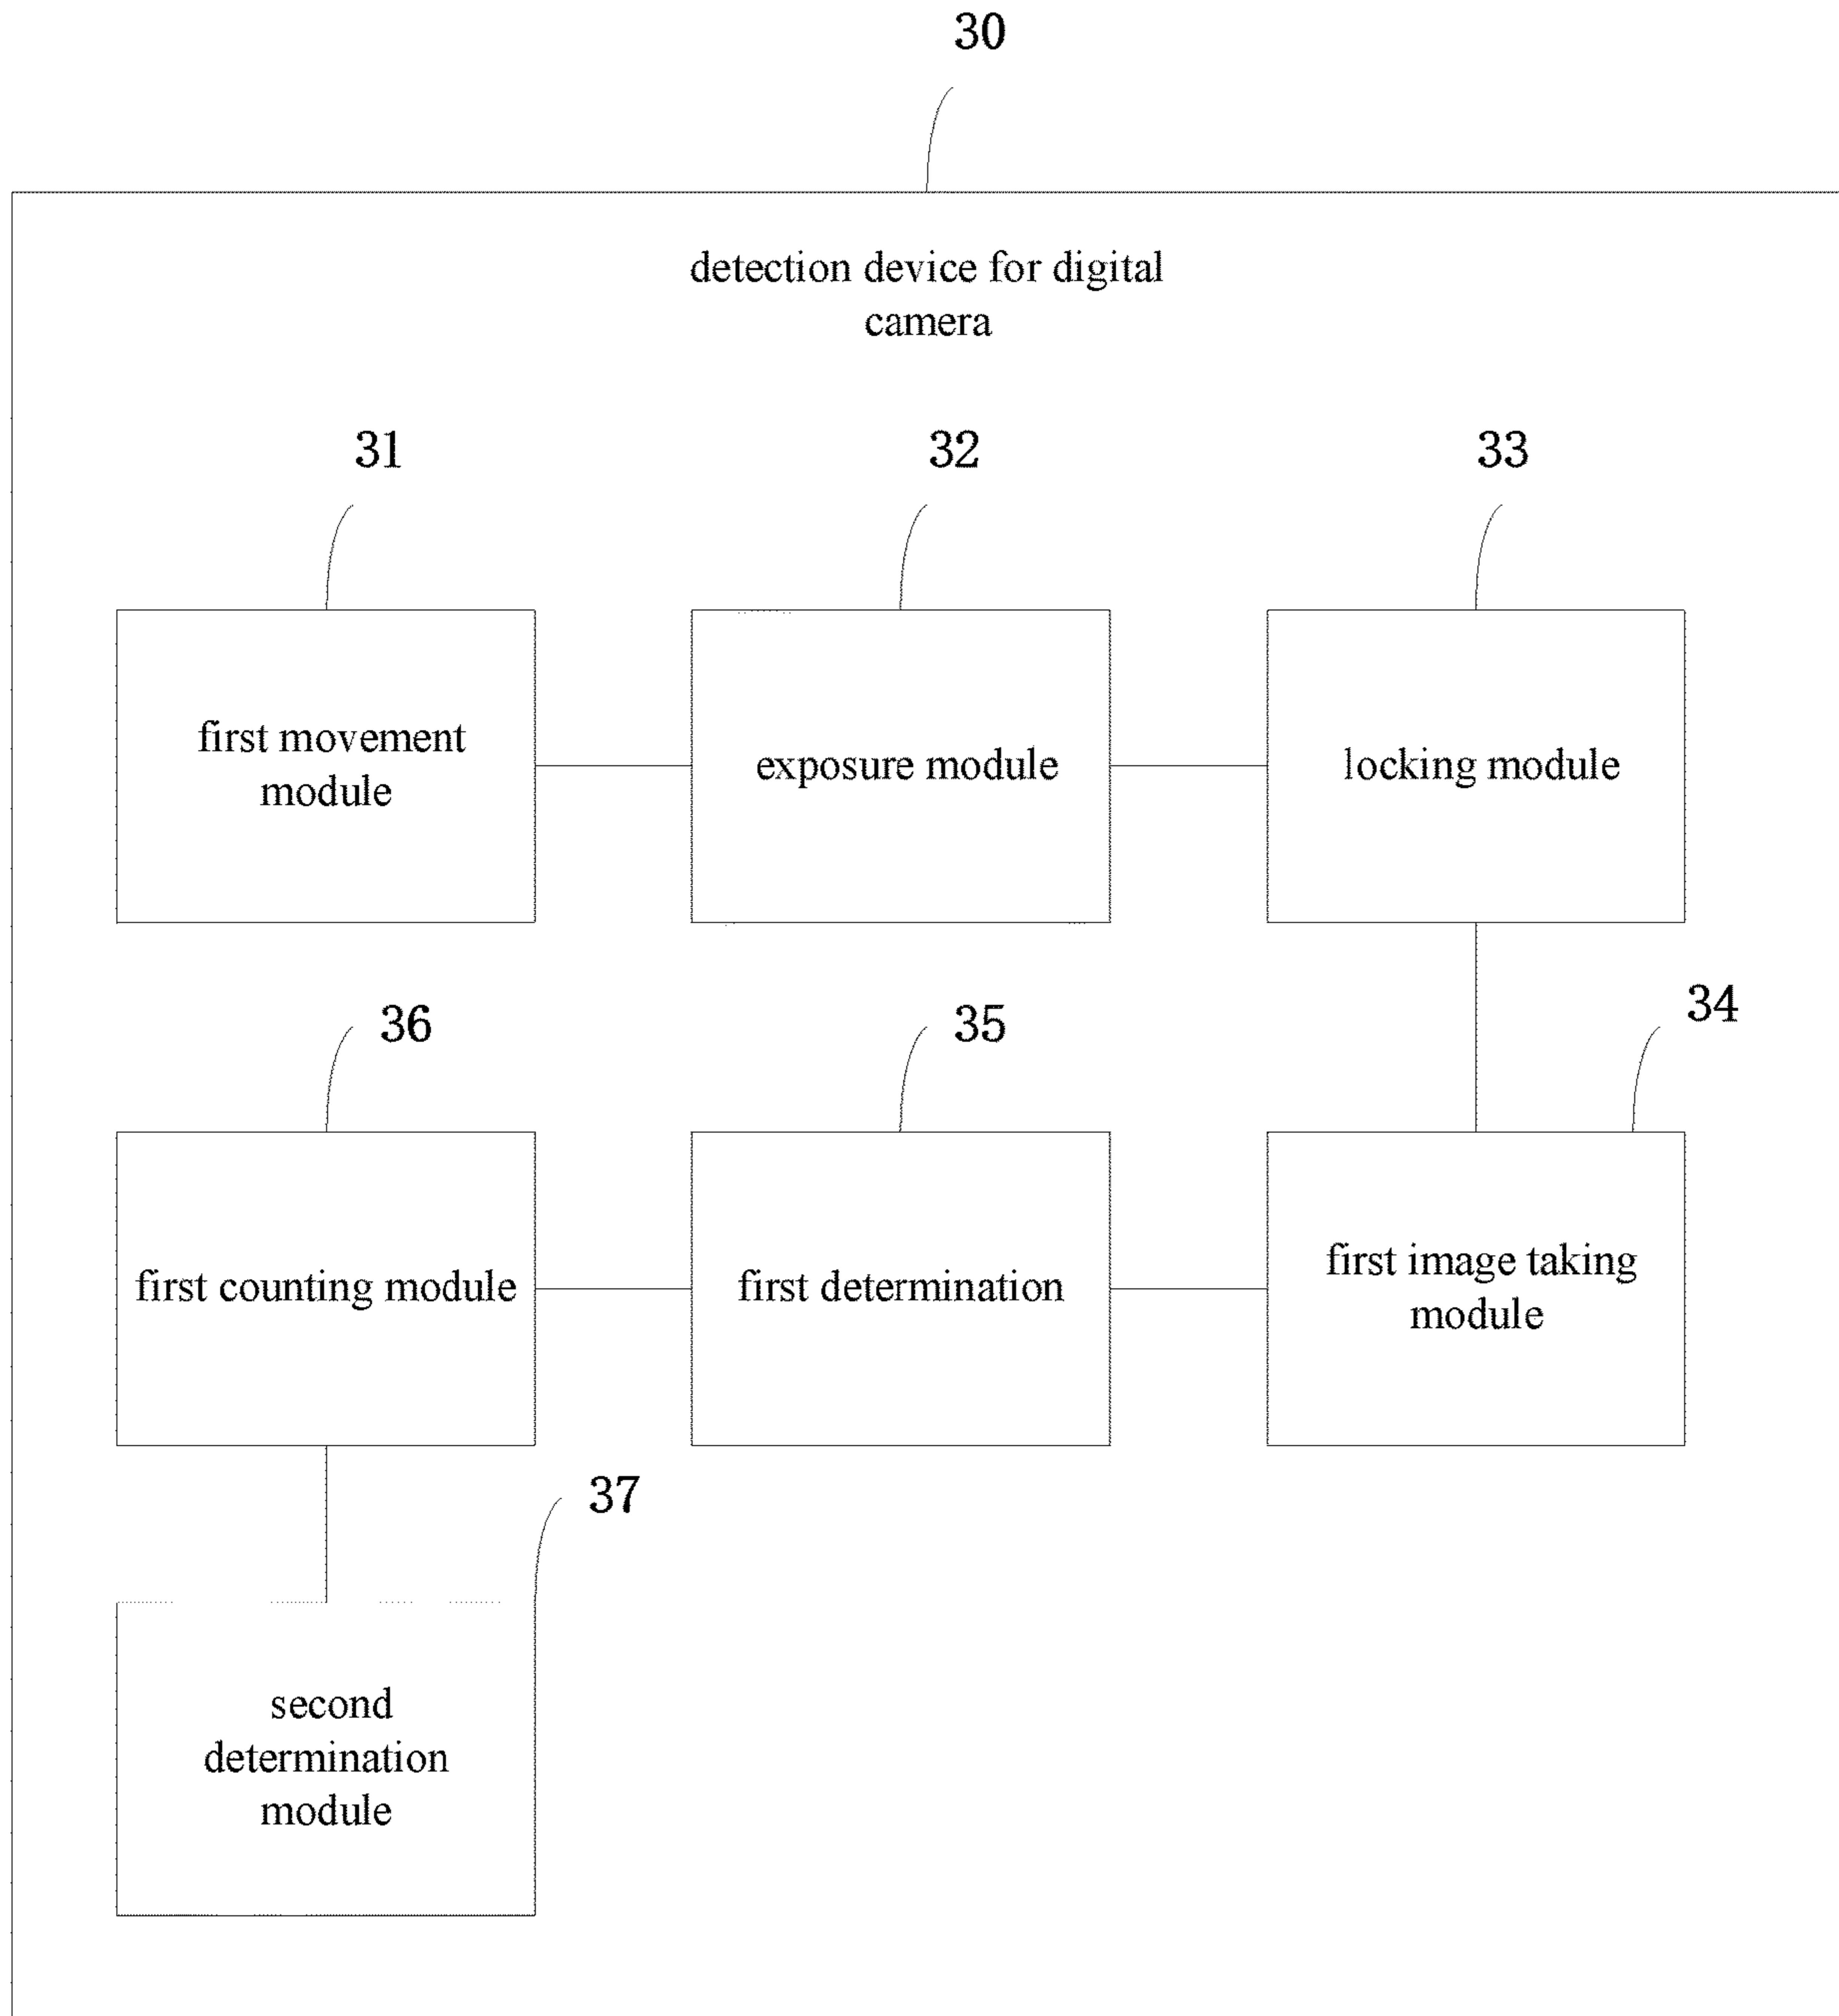 30
detection device for digital
camera
31
32
33
first movement
module
exposure module
locking module
36
35
34
first counting module
first determination
first image taking
module
37
second
determination
module